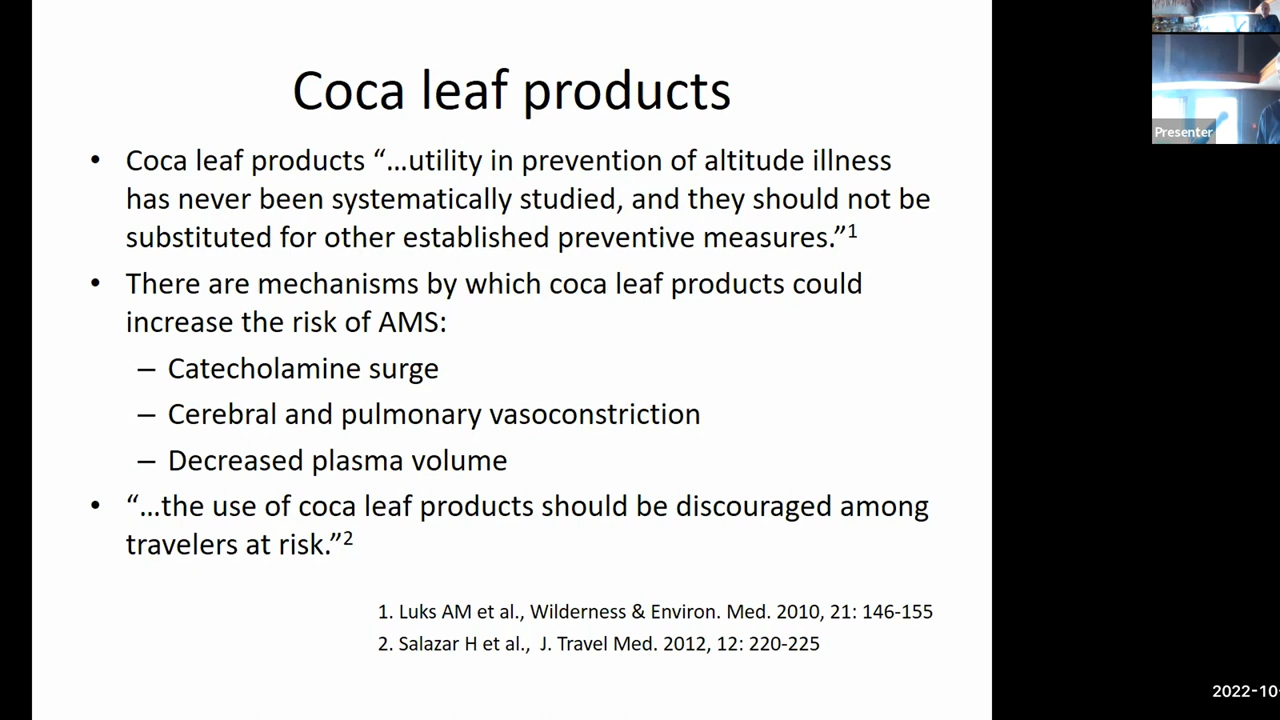 Coca leaf products
• Coca leaf products “…utility in prevention of altitude illness
has never been systematically studied, and they should not be
substituted for other established preventive measures.”1
• There are mechanisms by which coca leaf products could
increase the risk of AMS:
– Catecholamine surge
– Cerebral and pulmonary vasoconstriction
– Decreased plasma volume
• “…the use of coca leaf products should be discouraged among
travelers at risk.”2
1. Luks AM et al., Wilderness & Environ. Med. 2010, 21: 146-155
2. Salazar H et al., J. Travel Med. 2012, 12: 220-225
Presenter
2022-10-